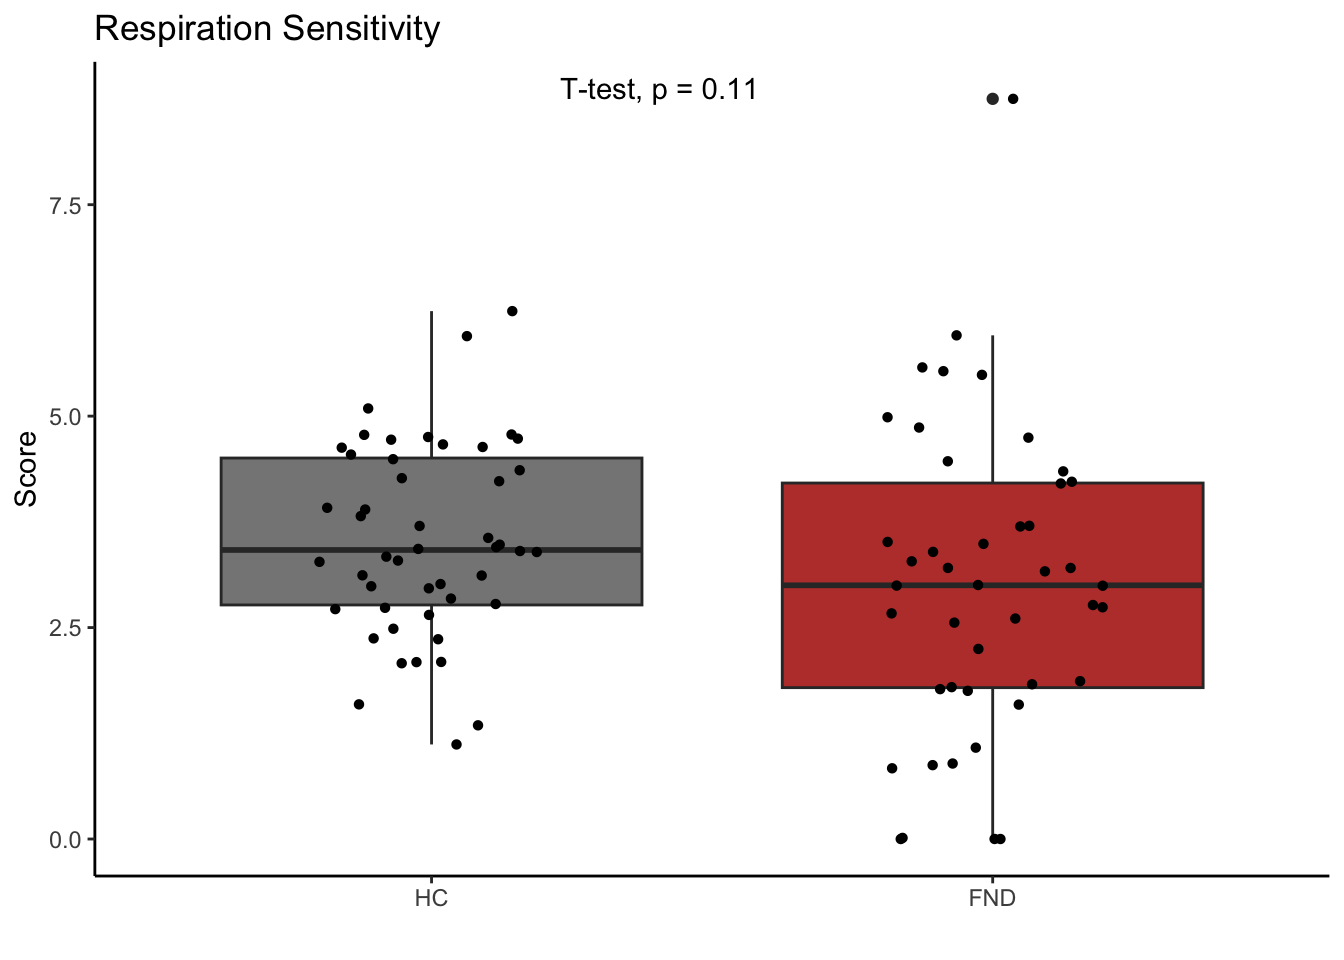 Respiration Sensitivity
T-test, p = 0.11
7.5
5.0
2.5
0.0
Score
HC
FND